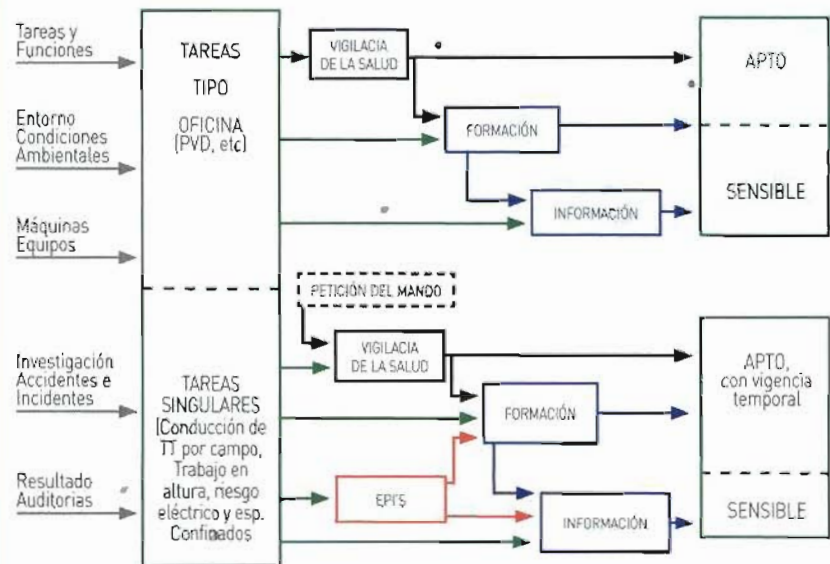 Tareas y
Funciones
Entorno
Condiciones
Ambientales
Máquinas
Equipos
Investigación
Accidentes e
Incidentes
Resultado
Auditorias
TAREAS
TIPO
OFICINA
(PVD, etc)
TAREAS
SINGULARES
(Conducción de
TT por campo,
Trabajo en
altura, riesgo
eléctrico y esp.
Confinados
VIGILACIA
DE LA SALUD
FORMACIÓN
INFORMACIÓN
APTO
SENSIBLE
PETICIÓN DEL MANDO
VIGILACIA
DE LA SALUD
FORMACIÓN
EPI'S
INFORMACIÓN
APTO,
con vigencia
temporal
SENSIBLE